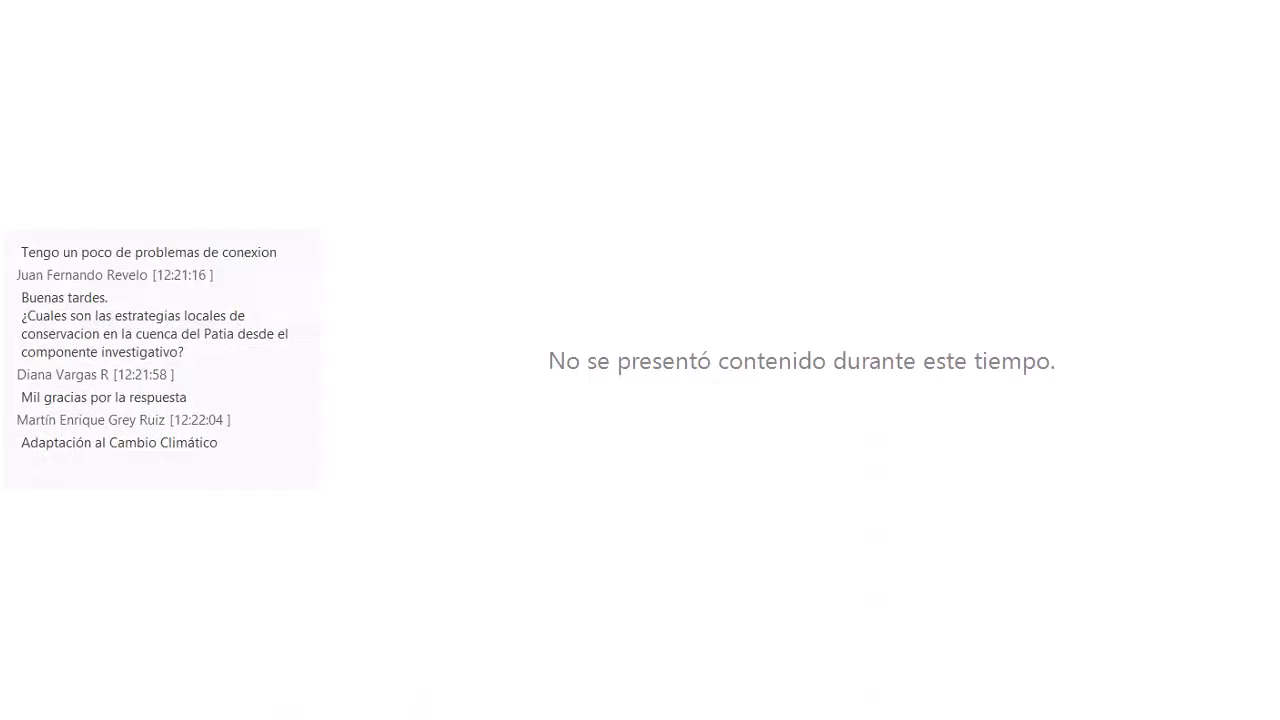 Tengo un poco de problemas de conexion
Juan Fernando Revelo [12:21:16 ]
Buenas tardes.
¿Cuales son las estrategias locales de
conservacion en la cuenca del Patia desde el
componente investigativo?
Diana Vargas R [12:21:58 ]
Mil gracias por la respuesta
Martín Enrique Grey Ruiz [12:22:04 ]
Adaptación al Cambio Climático
No se presentó contenido durante este tiempo.